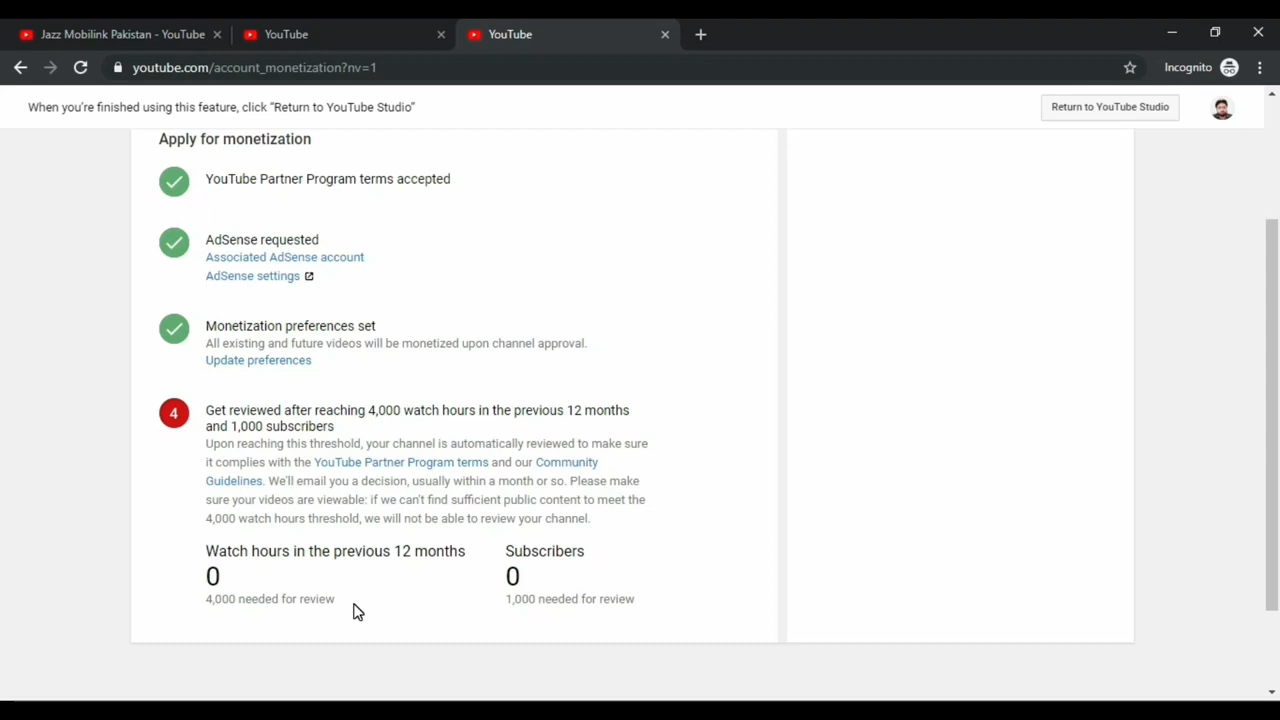 Jazz Mobilink Pakistan - YouTube
YouTube
YouTube
youtube.com/account_monetization?nv=1
Incognito
When you're finished using this feature, click "Return to YouTube Studio"
Return to YouTube Studio
Apply for monetization
YouTube Partner Program terms accepted
AdSense requested
Associated AdSense account
AdSense settings
Monetization preferences set
All existing and future videos will be monetized upon channel approval.
Update preferences
4
Get reviewed after reaching 4,000 watch hours in the previous 12 months
and 1,000 subscribers
Upon reaching this threshold, your channel is automatically reviewed to make sure
it complies with the YouTube Partner Program terms and our Community
Guidelines. We'll email you a decision, usually within a month or so. Please make
sure your videos are viewable: if we can't find sufficient public content to meet the
4,000 watch hours threshold, we will not be able to review your channel.
Watch hours in the previous 12 months
0
4,000 needed for review
Subscribers
0
1,000 needed for review